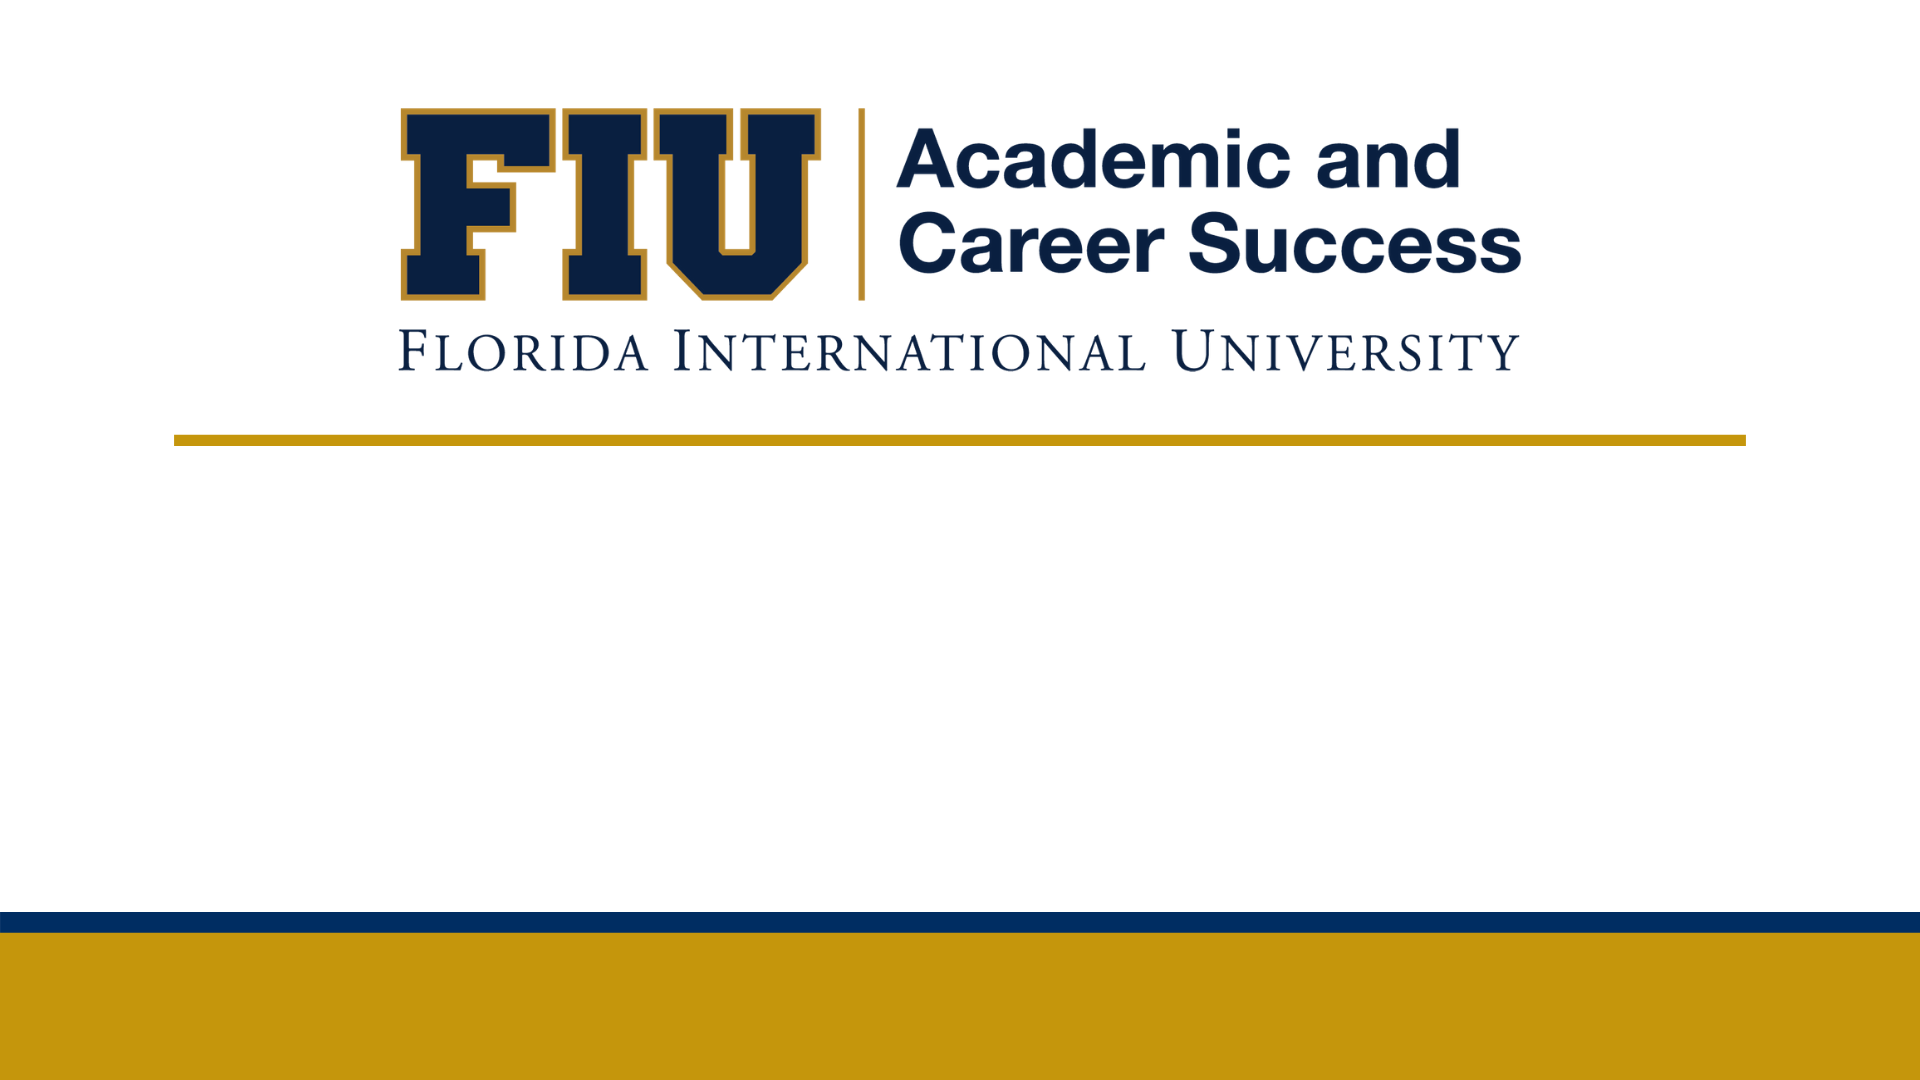 FIU
Academic and
Career Success
FLORIDA INTERNATIONAL UNIVERSITY